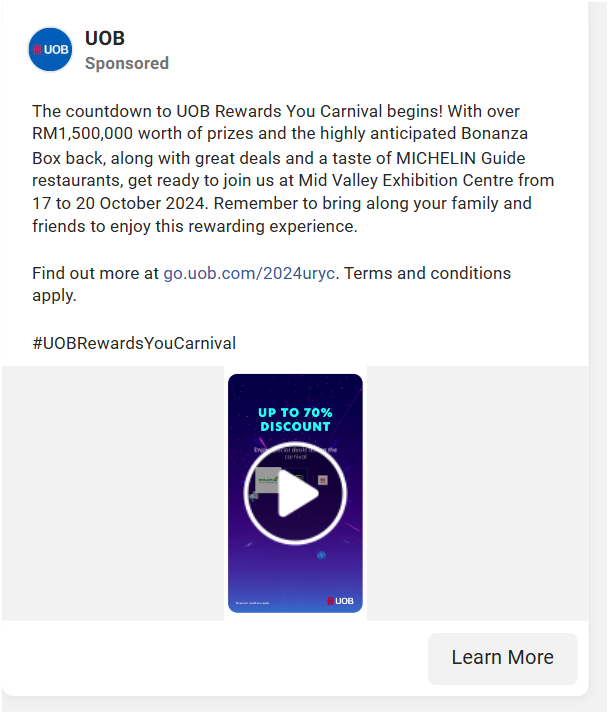 UOB
UOB
Sponsored
The countdown to UOB Rewards You Carnival begins! With over
RM1,500,000 worth of prizes and the highly anticipated Bonanza
Box back, along with great deals and a taste of MICHELIN Guide
restaurants, get ready to join us at Mid Valley Exhibition Centre from
17 to 20 October 2024. Remember to bring along your family and
friends to enjoy this rewarding experience.
Find out more at go.uob.com/2024uryc. Terms and conditions
apply.
#UOBRewardsYouCarnival
UP TO 70%
DISCOUNT
the
carnival
UOB
Learn More